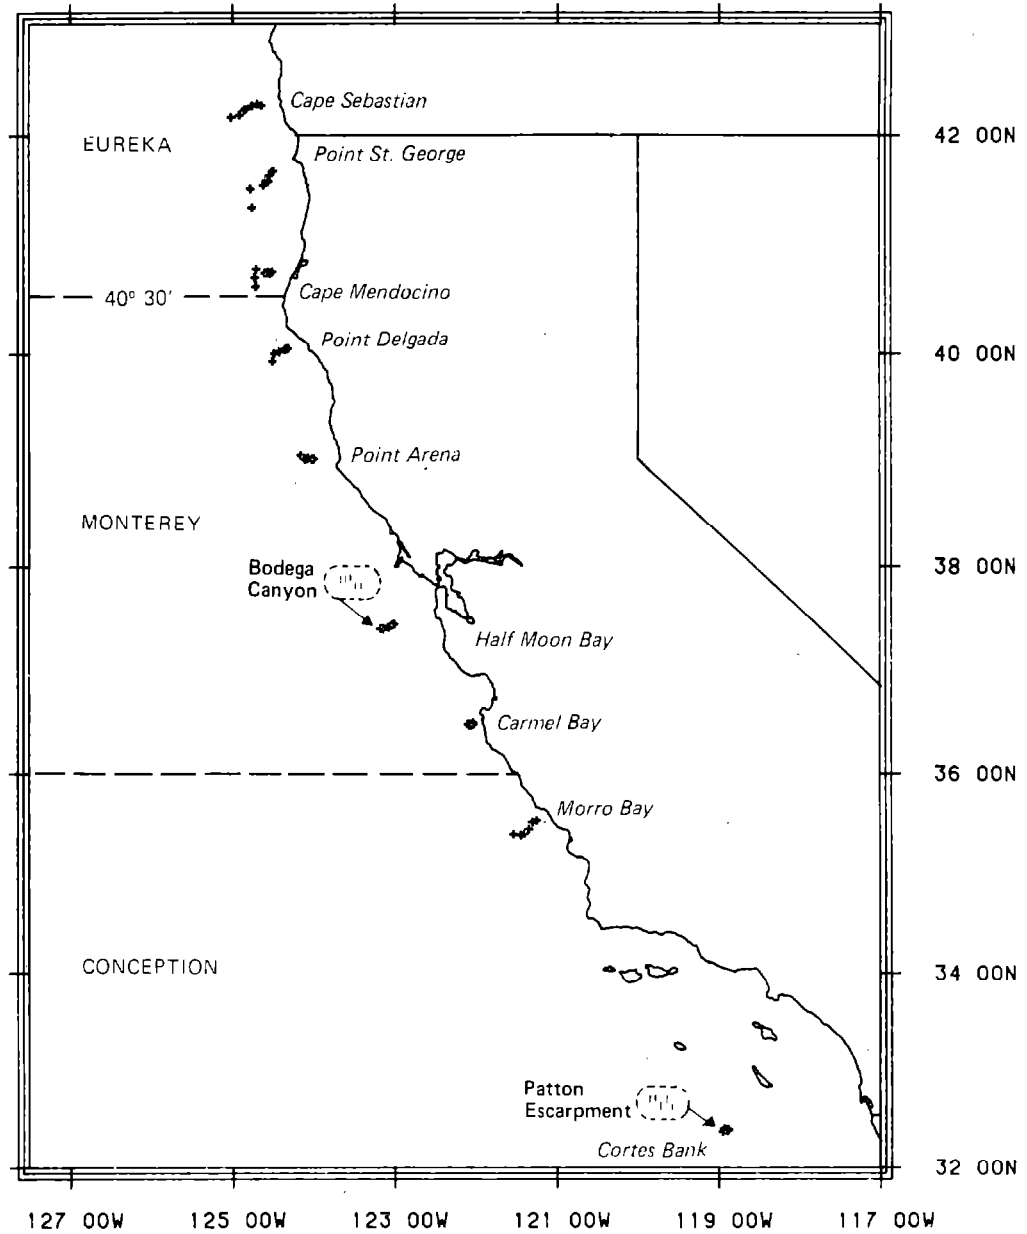 Cape Sebastian
42 00N
EUREKA
Point St. George
40° 30'
Cape Mendocino
Point Delgada
40 00N
Point Arena
MONTEREY
Bodega
Canyon
38 00N
Half Moon Bay
Carmel Bay
36 00N
Morro Bay
CONCEPTION
34 00N
Patton
Escarpment
Cortes Bank
32 00N
127 00W 125 00W 123 00W 121 00W 119 00W 117 00W